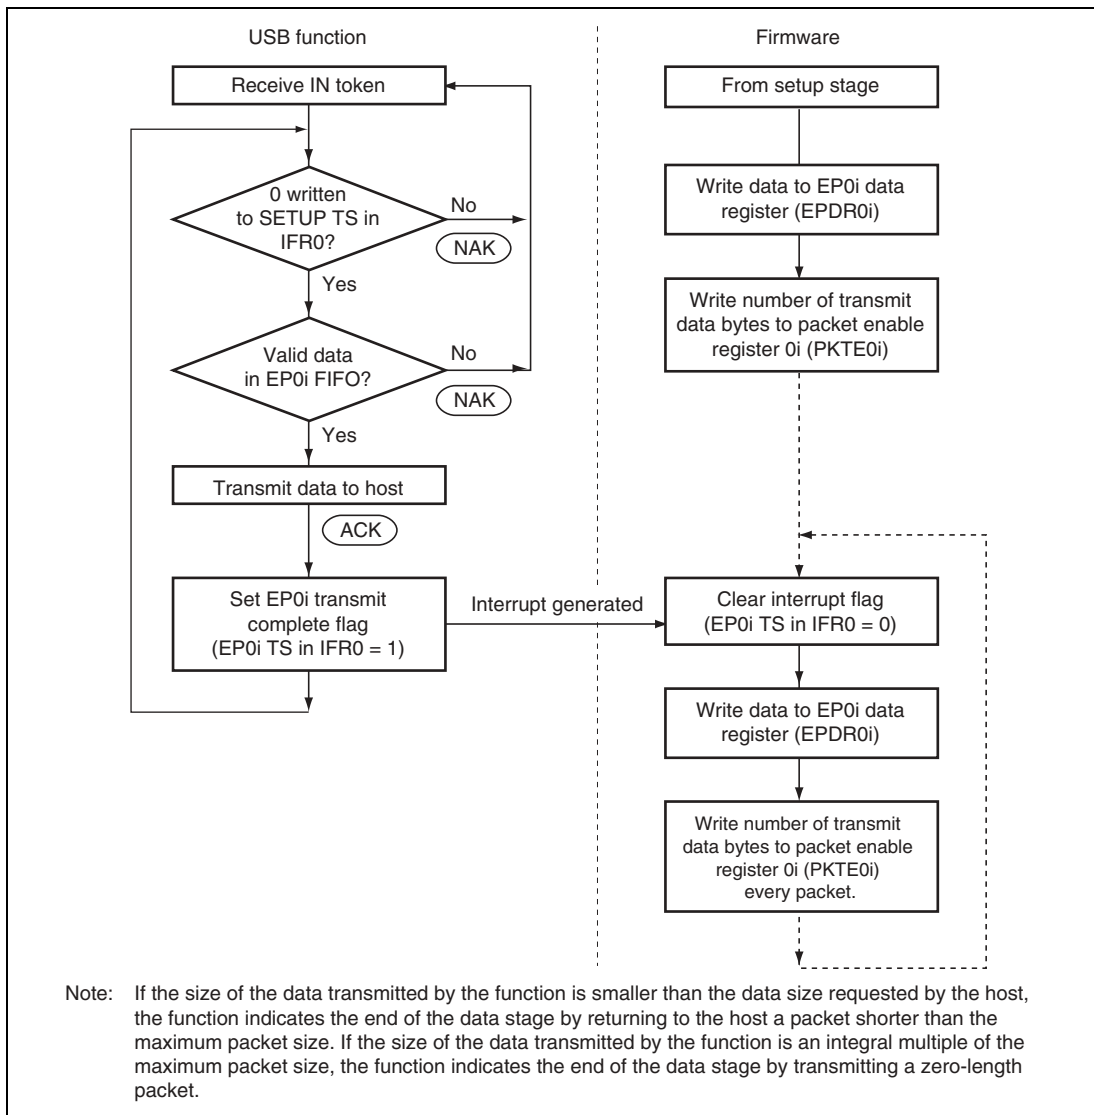 USB function
Firmware
Receive IN token
0 written
to SETUP TS in
IFR0?
No
NAK
Yes
Valid data
in EP0i FIFO?
No
NAK
Yes
Transmit data to host
ACK
Set EP0i transmit
complete flag
(EP0i TS in IFR0 = 1)
Interrupt generated
From setup stage
Write data to EP0i data
register (EPDR0i)
Write number of transmit
data bytes to packet enable
register 0i (PKTE0i)
Clear interrupt flag
(EP0i TS in IFR0 = 0)
Write data to EP0i data
register (EPDR0i)
Write number of transmit
data bytes to packet enable
register 0i (PKTE0i)
every packet.
Note: If the size of the data transmitted by the function is smaller than the data size requested by the host,
the function indicates the end of the data stage by returning to the host a packet shorter than the
maximum packet size. If the size of the data transmitted by the function is an integral multiple of the
maximum packet size, the function indicates the end of the data stage by transmitting a zero-length
packet.